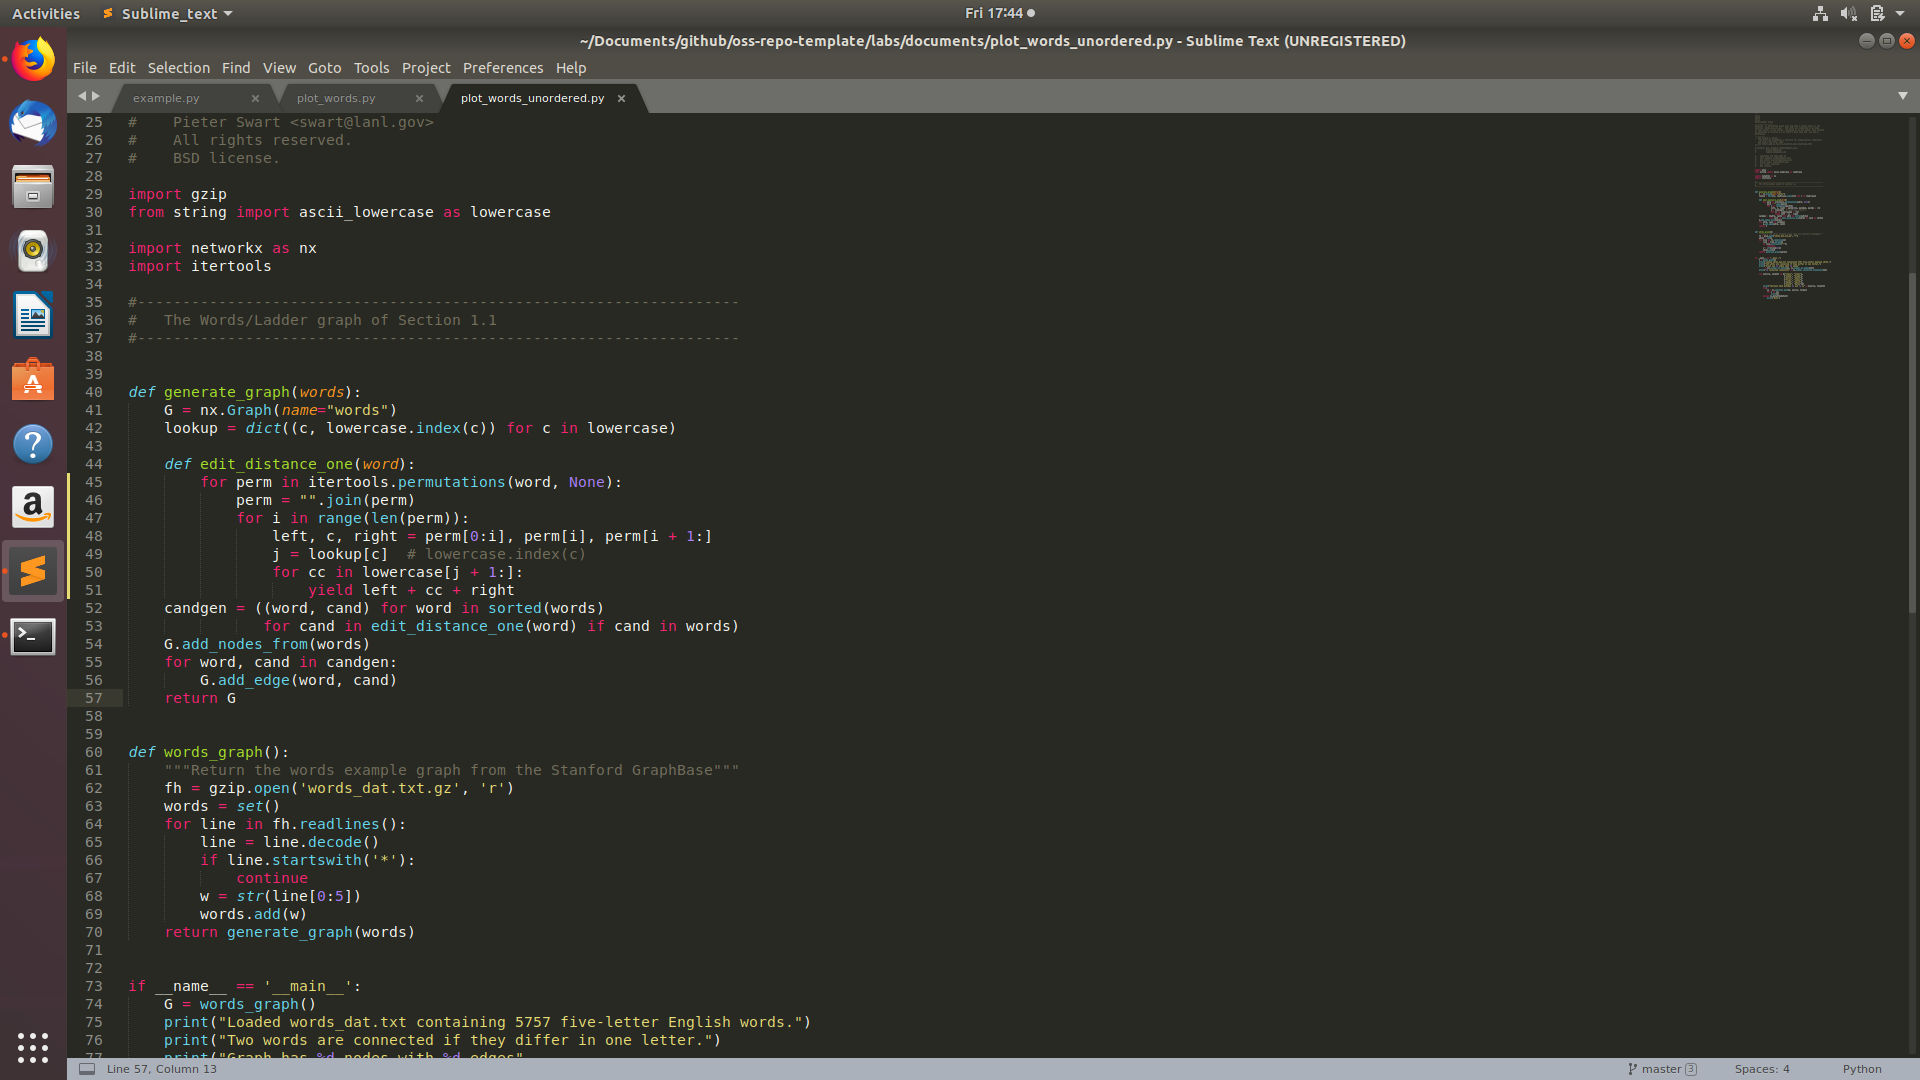 Activities
Sublime_text
Fri 17:44
~/Documents/github/oss-repo-template/labs/documents/plot_words_unordered.py - Sublime Text (UNREGISTERED)
File Edit Selection Find View Goto Tools Project Preferences Help
example.py × plot_words.py × plot_words_unordered.py ×
25 #    Pieter Swart <swart@lanl.gov>
26 #    All rights reserved.
27 #    BSD license.
28
29 import gzip
30 from string import ascii_lowercase as lowercase
31
32 import networkx as nx
33 import itertools
34
35 #-------------------------------------------------------------------
36 #   The Words/Ladder graph of Section 1.1
37 #-------------------------------------------------------------------
38
39
40 def generate_graph(words):
41     G = nx.Graph(name="words")
42     lookup = dict((c, lowercase.index(c)) for c in lowercase)
43
44     def edit_distance_one(word):
45         for perm in itertools.permutations(word, None):
46             perm = "".join(perm)
47             for i in range(len(perm)):
48                 left, c, right = perm[0:i], perm[i], perm[i + 1:]
49                 j = lookup[c]  # lowercase.index(c)
50                 for cc in lowercase[j + 1:]:
51                     yield left + cc + right
52     candgen = ((word, cand) for word in sorted(words)
53                for cand in edit_distance_one(word) if cand in words)
54     G.add_nodes_from(words)
55     for word, cand in candgen:
56         G.add_edge(word, cand)
57     return G
58
59
60 def words_graph():
61     """Return the words example graph from the Stanford GraphBase"""
62     fh = gzip.open('words_dat.txt.gz', 'r')
63     words = set()
64     for line in fh.readlines():
65         line = line.decode()
66         if line.startswith('*'):
67             continue
68         w = str(line[0:5])
69         words.add(w)
70     return generate_graph(words)
71
72
73 if __name__ == '__main__':
74     G = words_graph()
75     print("Loaded words_dat.txt containing 5757 five-letter English words.")
76     print("Two words are connected if they differ in one letter.")
77     print("Graph has %d nodes with %d edges"
Line 57, Column 13
master 3
Spaces: 4
Python